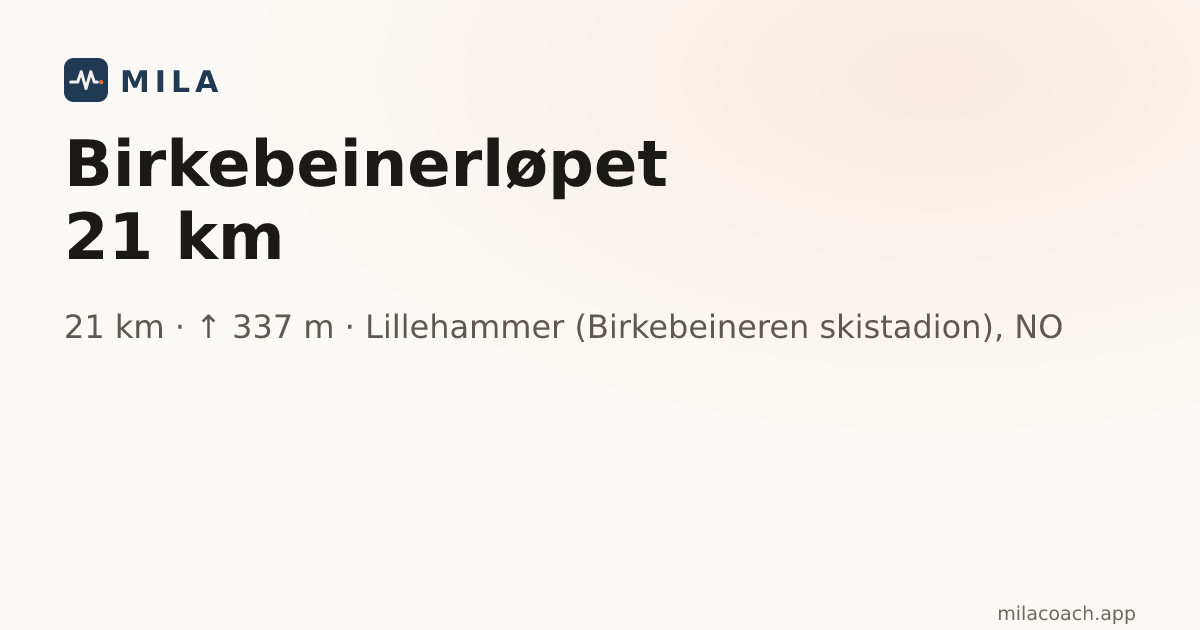 MILA
Birkebeinerløpet
21 km
21 km · ↑ 337 m · Lillehammer (Birkebeineren skistadion), NO
milacoach.app